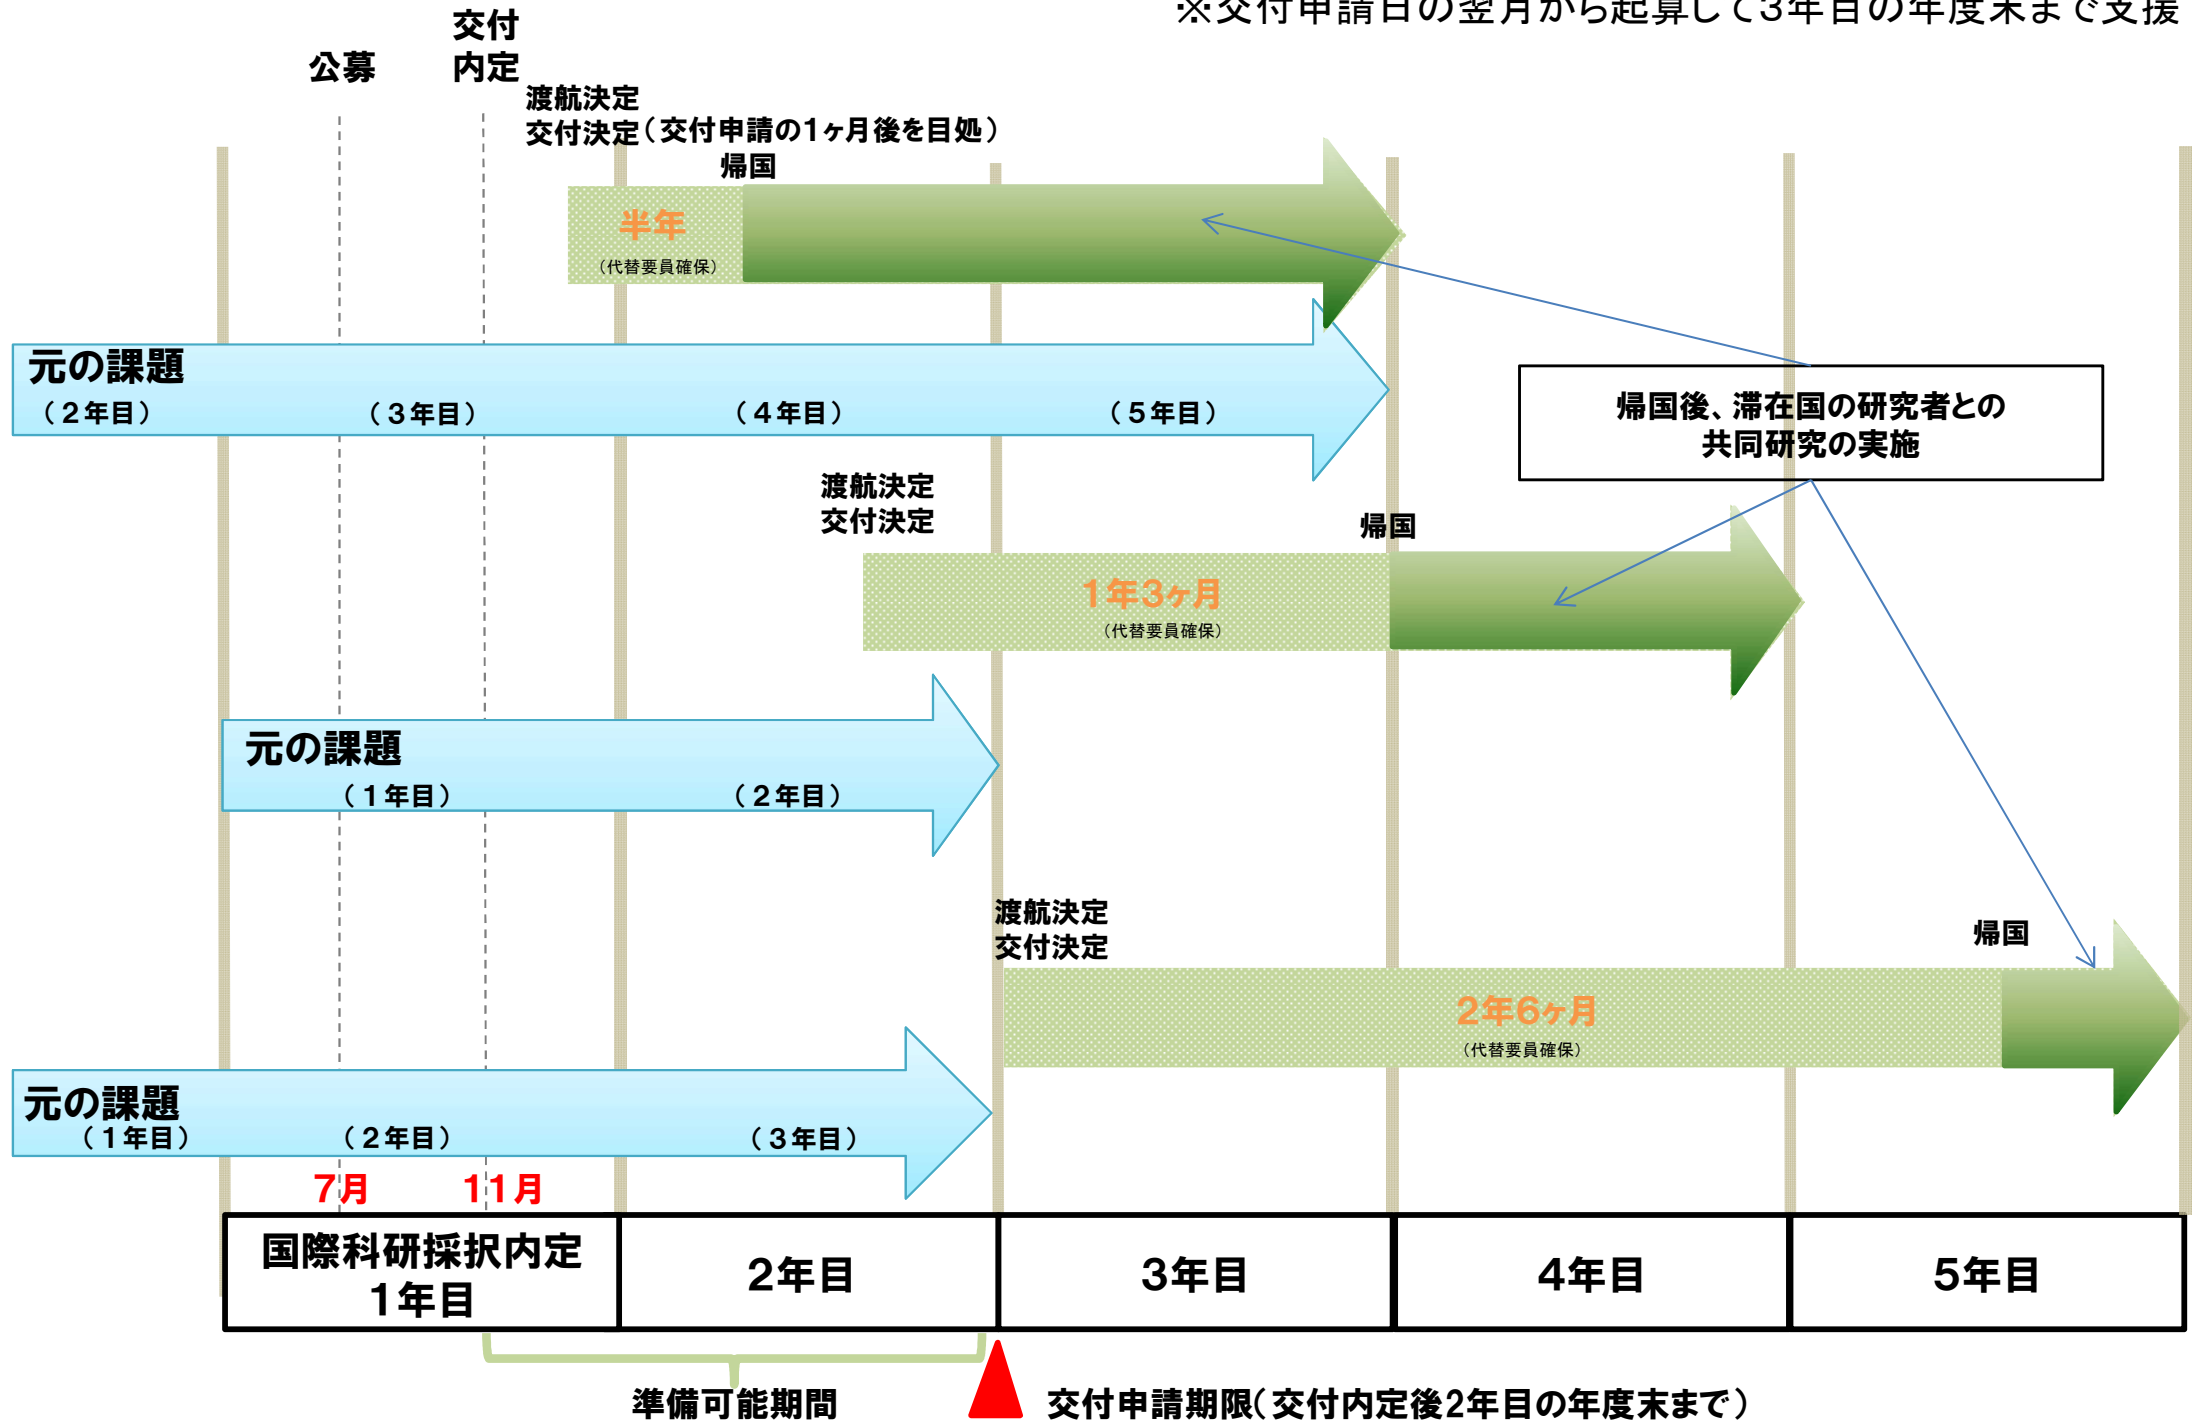 ※交付申請日の翌月から起算して3年目の年度末まで支援
交付
内定
公募
渡航決定
交付決定（交付申請の1ヶ月後を目処）
帰国
半年
（代替要員確保）
元の課題
（２年目）
（３年目）
（４年目）
（５年目）
帰国後、滞在国の研究者との
共同研究の実施
渡航決定
交付決定
帰国
1年3ヶ月
（代替要員確保）
元の課題
（１年目）
（２年目）
渡航決定
交付決定
帰国
2年6ヶ月
（代替要員確保）
元の課題
（１年目）
（２年目）
（３年目）
7月
11月
国際科研採択内定
1年目
2年目
3年目
4年目
5年目
準備可能期間
交付申請期限（交付内定後2年目の年度末まで）